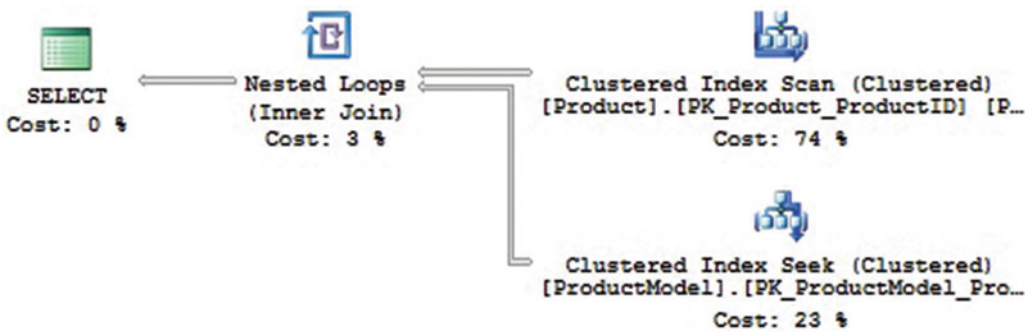 SELECT
Cost: 0 %
Nested Loops
(Inner Join)
Cost: 3 %
Clustered Index Scan (Clustered)
[Product].[PK_Product_ProductID] [P…
Cost: 74 %
Clustered Index Seek (Clustered)
[ProductModel].[PK_ProductModel_Pro…
Cost: 23 %